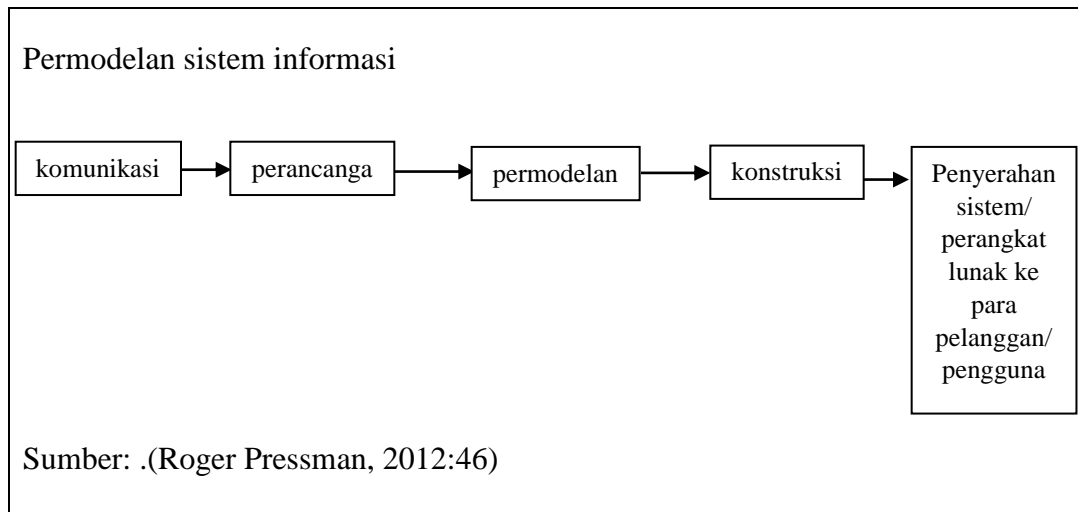 Permodelan sistem informasi
komunikasi
perancanga
permodelan
konstruksi
Penyerahan
sistem/
perangkat
lunak ke
para
pelanggan/
pengguna
Sumber: .(Roger Pressman, 2012:46)